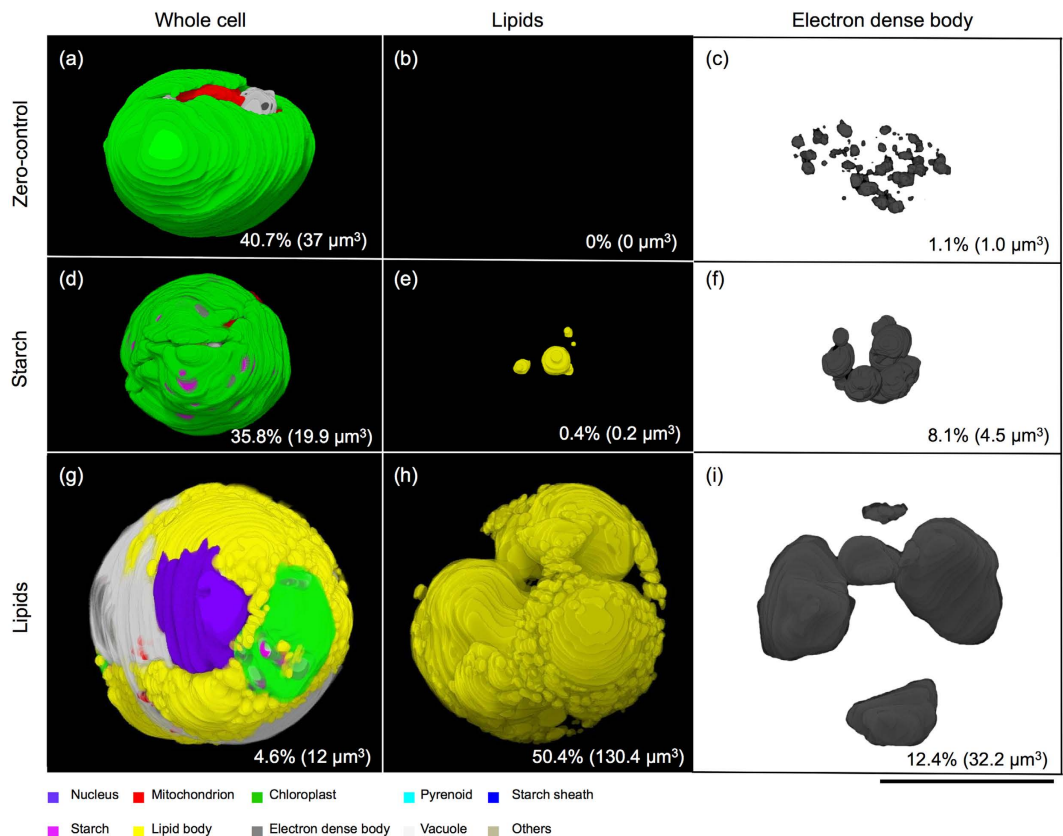 Whole cell
Lipids
Electron dense body
Zero-control
(a)
40.7% (37 µm³)
(b)
0% (0 µm³)
(c)
1.1% (1.0 µm³)
Starch
(d)
35.8% (19.9 µm³)
(e)
0.4% (0.2 µm³)
(f)
8.1% (4.5 µm³)
Lipids
(g)
4.6% (12 µm³)
(h)
50.4% (130.4 µm³)
(i)
12.4% (32.2 µm³)
Nucleus
Mitochondrion
Chloroplast
Pyrenoid
Starch sheath
Starch
Lipid body
Electron dense body
Vacuole
Others